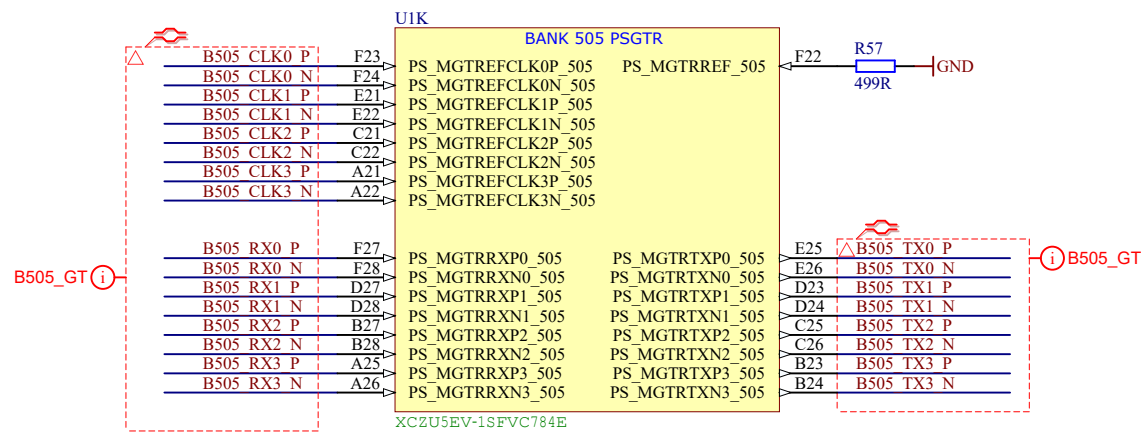 U1K
BANK 505 PSGTR
B505_CLK0_P F23 PS_MGTREFCLK0P_505 PS_MGTRREF_505 F22 R57 499R GND
B505_CLK0_N F24 PS_MGTREFCLK0N_505
B505_CLK1_P E21 PS_MGTREFCLK1P_505
B505_CLK1_N E22 PS_MGTREFCLK1N_505
B505_CLK2_P C21 PS_MGTREFCLK2P_505
B505_CLK2_N C22 PS_MGTREFCLK2N_505
B505_CLK3_P A21 PS_MGTREFCLK3P_505
B505_CLK3_N A22 PS_MGTREFCLK3N_505
B505_RX0_P F27 PS_MGTRRXP0_505 PS_MGTRTXP0_505 E25 B505_TX0_P
B505_GT i B505_RX0_N F28 PS_MGTRRXN0_505 PS_MGTRTXN0_505 E26 B505_TX0_N i B505_GT
B505_RX1_P D27 PS_MGTRRXP1_505 PS_MGTRTXP1_505 D23 B505_TX1_P
B505_RX1_N D28 PS_MGTRRXN1_505 PS_MGTRTXN1_505 D24 B505_TX1_N
B505_RX2_P B27 PS_MGTRRXP2_505 PS_MGTRTXP2_505 C25 B505_TX2_P
B505_RX2_N B28 PS_MGTRRXN2_505 PS_MGTRTXN2_505 C26 B505_TX2_N
B505_RX3_P A25 PS_MGTRRXP3_505 PS_MGTRTXP3_505 B23 B505_TX3_P
B505_RX3_N A26 PS_MGTRRXN3_505 PS_MGTRTXN3_505 B24 B505_TX3_N
XCZU5EV-1SFVC784E